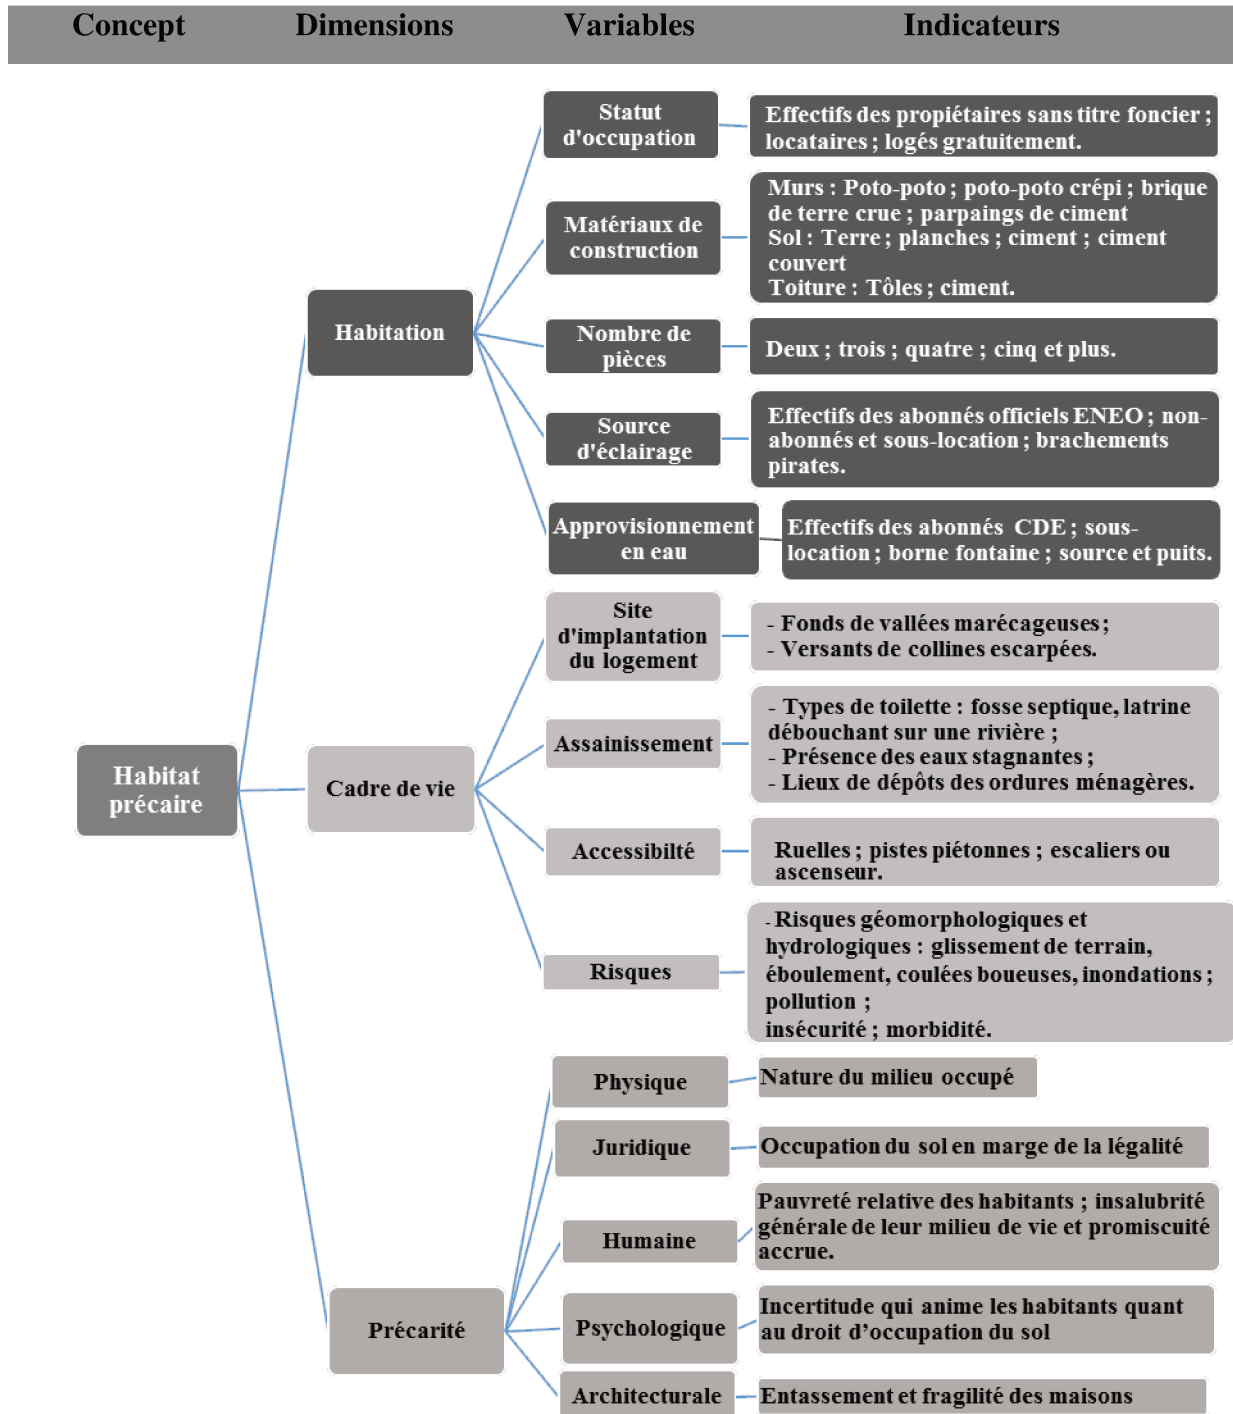 Concept Dimensions Variables Indicateurs
Statut
d'occupation
Effectifs des propiétaires sans titre foncier ;
locataires ; logés gratuitement.
Matériaux de
construction
Murs : Poto-poto ; poto-poto crépi ; brique
de terre crue ; parpaings de ciment
Sol : Terre ; planches ; ciment ; ciment
couvert
Toiture : Tôles ; ciment.
Habitation
Nombre de
pièces
Deux ; trois ; quatre ; cinq et plus.
Source
d'éclairage
Effectifs des abonnés officiels ENEO ; non-
abonnés et sous-location ; brachements
pirates.
Approvisionnement
en eau
Effectifs des abonnés CDE ; sous-
location ; borne fontaine ; source et puits.
Site
d'implantation
du logement
- Fonds de vallées marécageuses ;
- Versants de collines escarpées.
Assainissement
- Types de toilette : fosse septique, latrine
débouchant sur une rivière ;
- Présence des eaux stagnantes ;
- Lieux de dépôts des ordures ménagères.
Habitat
précaire
Cadre de vie
Accessibilté
Ruelles ; pistes piétonnes ; escaliers ou
ascenseur.
Risques
- Risques géomorphologiques et
hydrologiques : glissement de terrain,
éboulement, coulées boueuses, inondations ;
pollution ;
insécurité ; morbidité.
Physique
Nature du milieu occupé
Juridique
Occupation du sol en marge de la légalité
Humaine
Pauvreté relative des habitants ; insalubrité
générale de leur milieu de vie et promiscuité
accrue.
Précarité
Psychologique
Incertitude qui anime les habitants quant
au droit d’occupation du sol
Architecturale
Entassement et fragilité des maisons